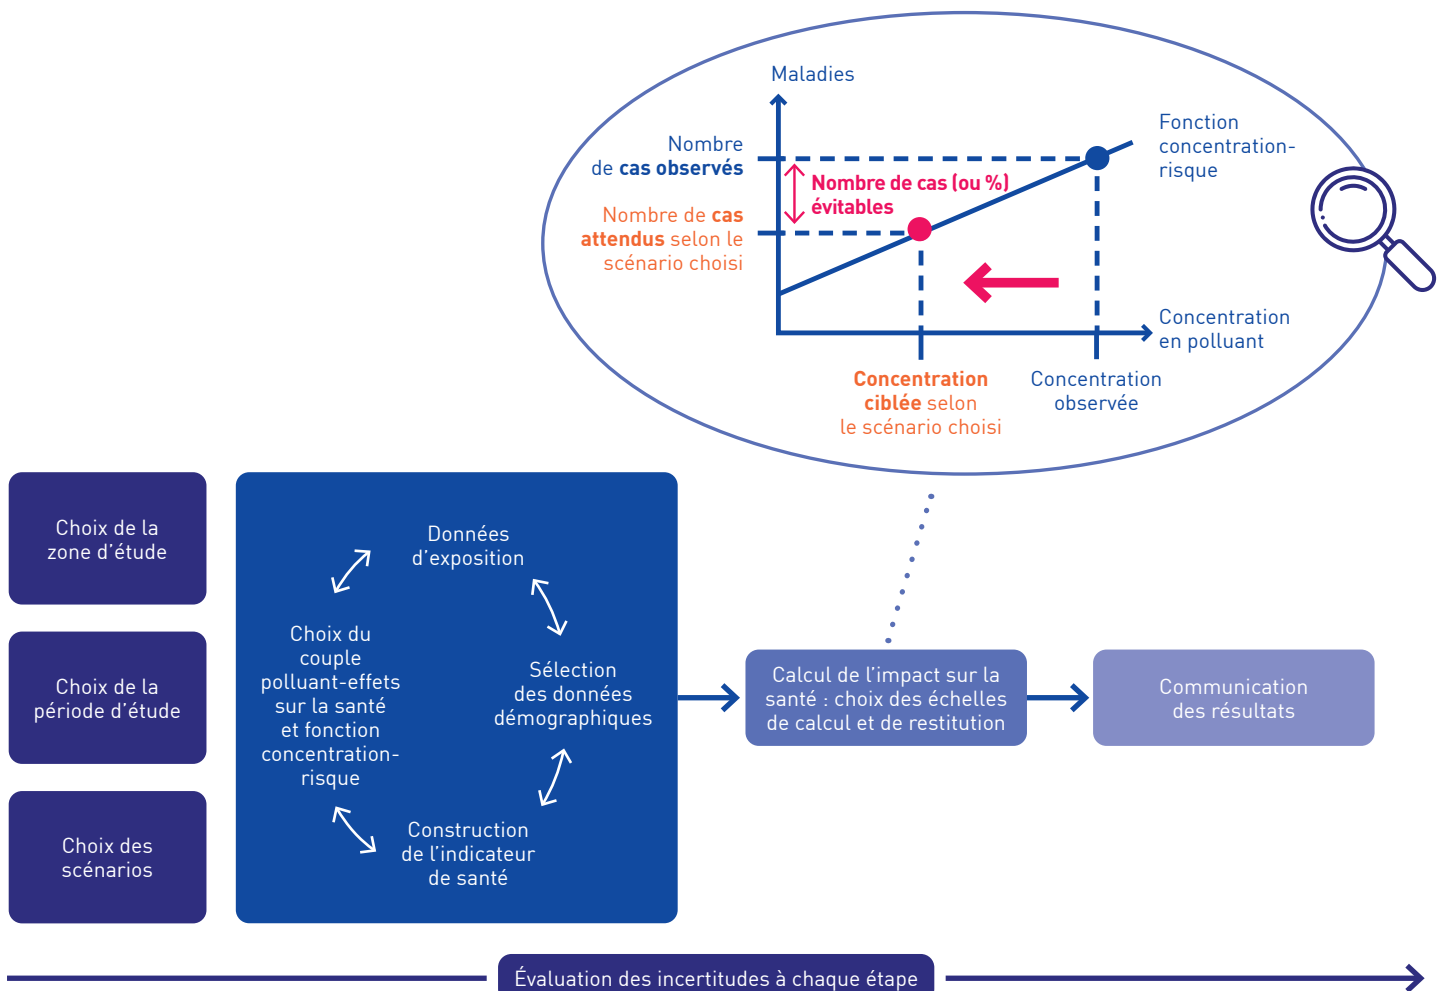 Maladies
Nombre
de cas observés
Nombre de cas (ou %)
évitables
Nombre de cas
attendus selon le
scénario choisi
Fonction
concentration-
risque
Concentration
en polluant
Concentration
ciblée selon
le scénario choisi
Concentration
observée
Choix de la
zone d'étude
Choix de la
période d'étude
Choix des
scénarios
Données
d'exposition
Choix du
couple
polluant-effets
sur la santé
et fonction
concentration-
risque
Sélection
des données
démographiques
Construction
de l'indicateur
de santé
Calcul de l'impact sur la
santé : choix des échelles
de calcul et de restitution
Communication
des résultats
Évaluation des incertitudes à chaque étape